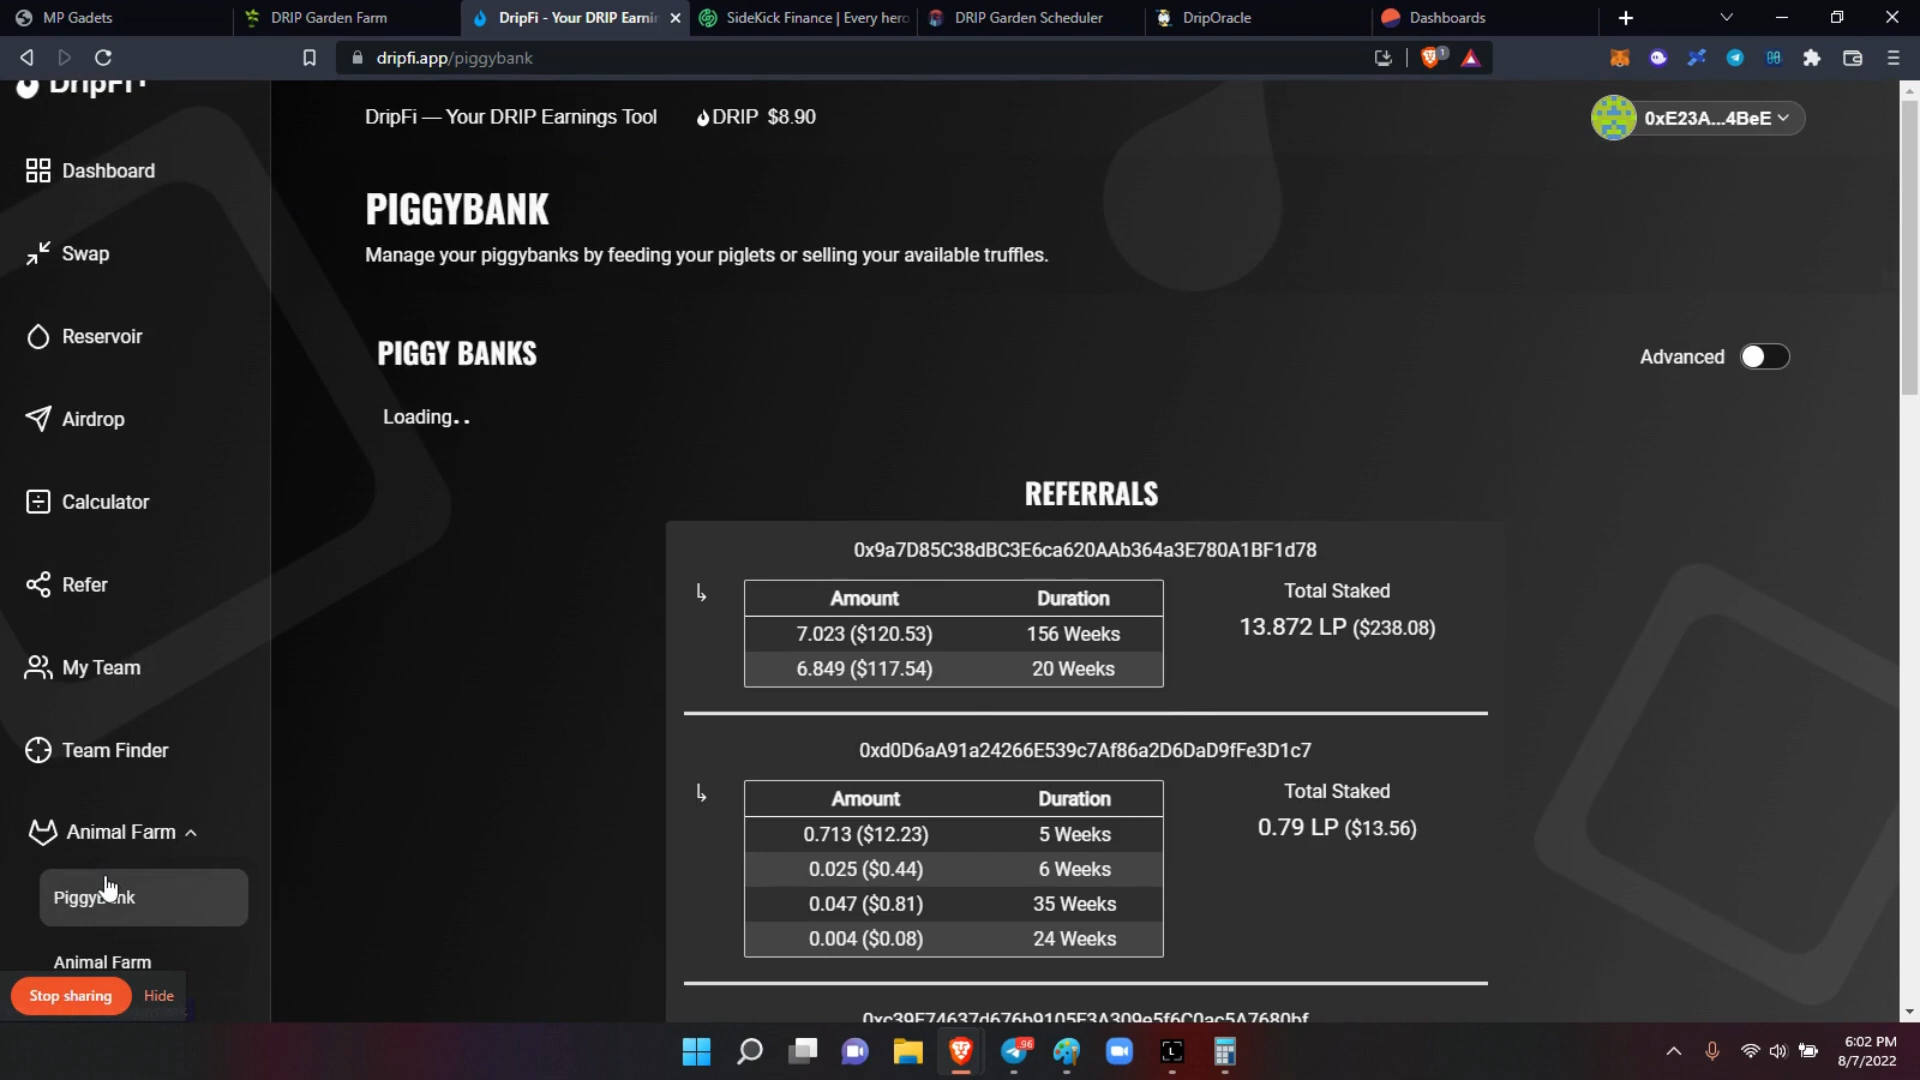 MP Gadets
DRIP Garden Farm
DripFi - Your DRIP Earnin
SideKick Finance | Every hero
DRIP Garden Scheduler
DripOracle
Dashboards
dripfi.app/piggybank
1
DripFi
DripFi — Your DRIP Earnings Tool
DRIP $8.90
0xE23A...4BeE
Dashboard
Swap
Reservoir
Airdrop
Calculator
Refer
My Team
Team Finder
Animal Farm
Animal Farm
Stop sharing
Hide
PIGGYBANK
Manage your piggybanks by feeding your piglets or selling your available truffles.
PIGGY BANKS
Advanced
Loading..
REFERRALS
0x9a7D85C38dBC3E6ca620AAb364a3E780A1BF1d78
Amount Duration
7.023 ($120.53) 156 Weeks
6.849 ($117.54) 20 Weeks
Total Staked
13.872 LP ($238.08)
0xd0D6aA91a24266E539c7Af86a2D6DaD9fFe3D1c7
Amount Duration
0.713 ($12.23) 5 Weeks
0.025 ($0.44) 6 Weeks
0.047 ($0.81) 35 Weeks
0.004 ($0.08) 24 Weeks
Total Staked
0.79 LP ($13.56)
96
L
6:02 PM
8/7/2022